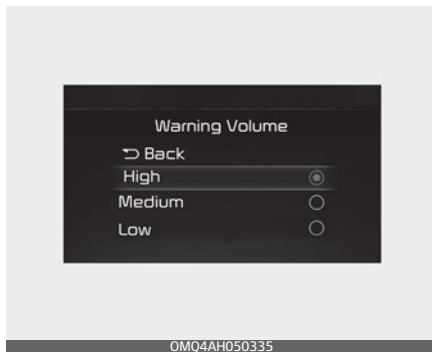 Warning Volume
Back
High
Medium
Low
OMQ4AH050335